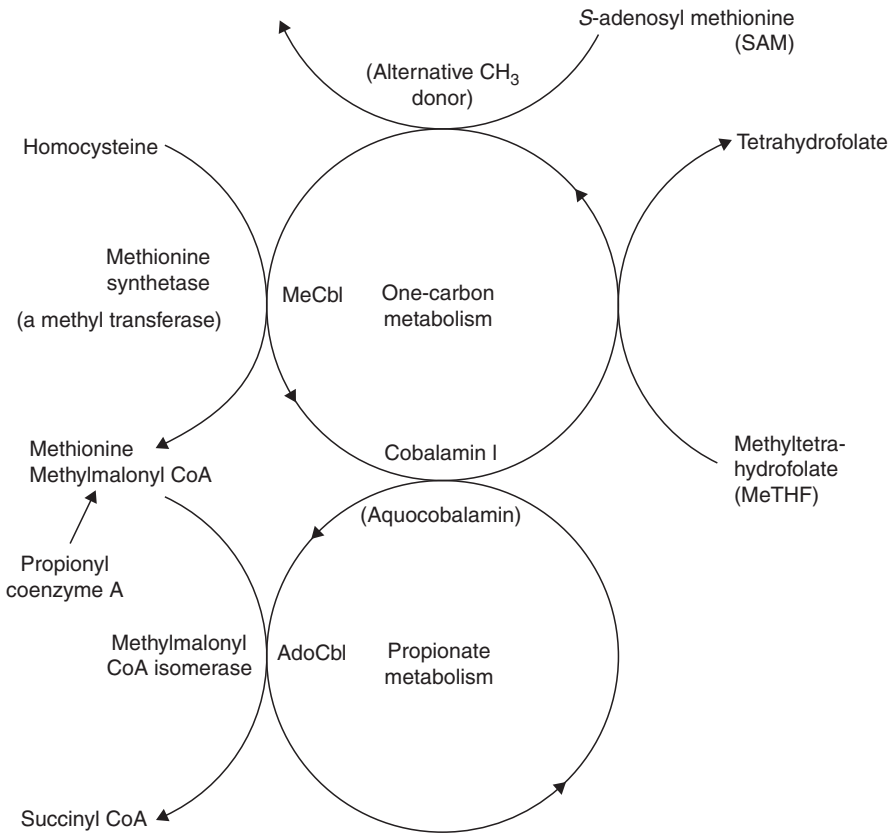 S-adenosyl methionine
(SAM)
(Alternative CH₃
donor)
Homocysteine
Tetrahydrofolate
Methionine
synthetase
(a methyl transferase)
MeCbl
One-carbon
metabolism
Methionine
Methylmalonyl CoA
Cobalamin I
Methyltetra-
hydrofolate
(MeTHF)
(Aquocobalamin)
Propionyl
coenzyme A
Methylmalonyl
CoA isomerase
AdoCbl
Propionate
metabolism
Succinyl CoA